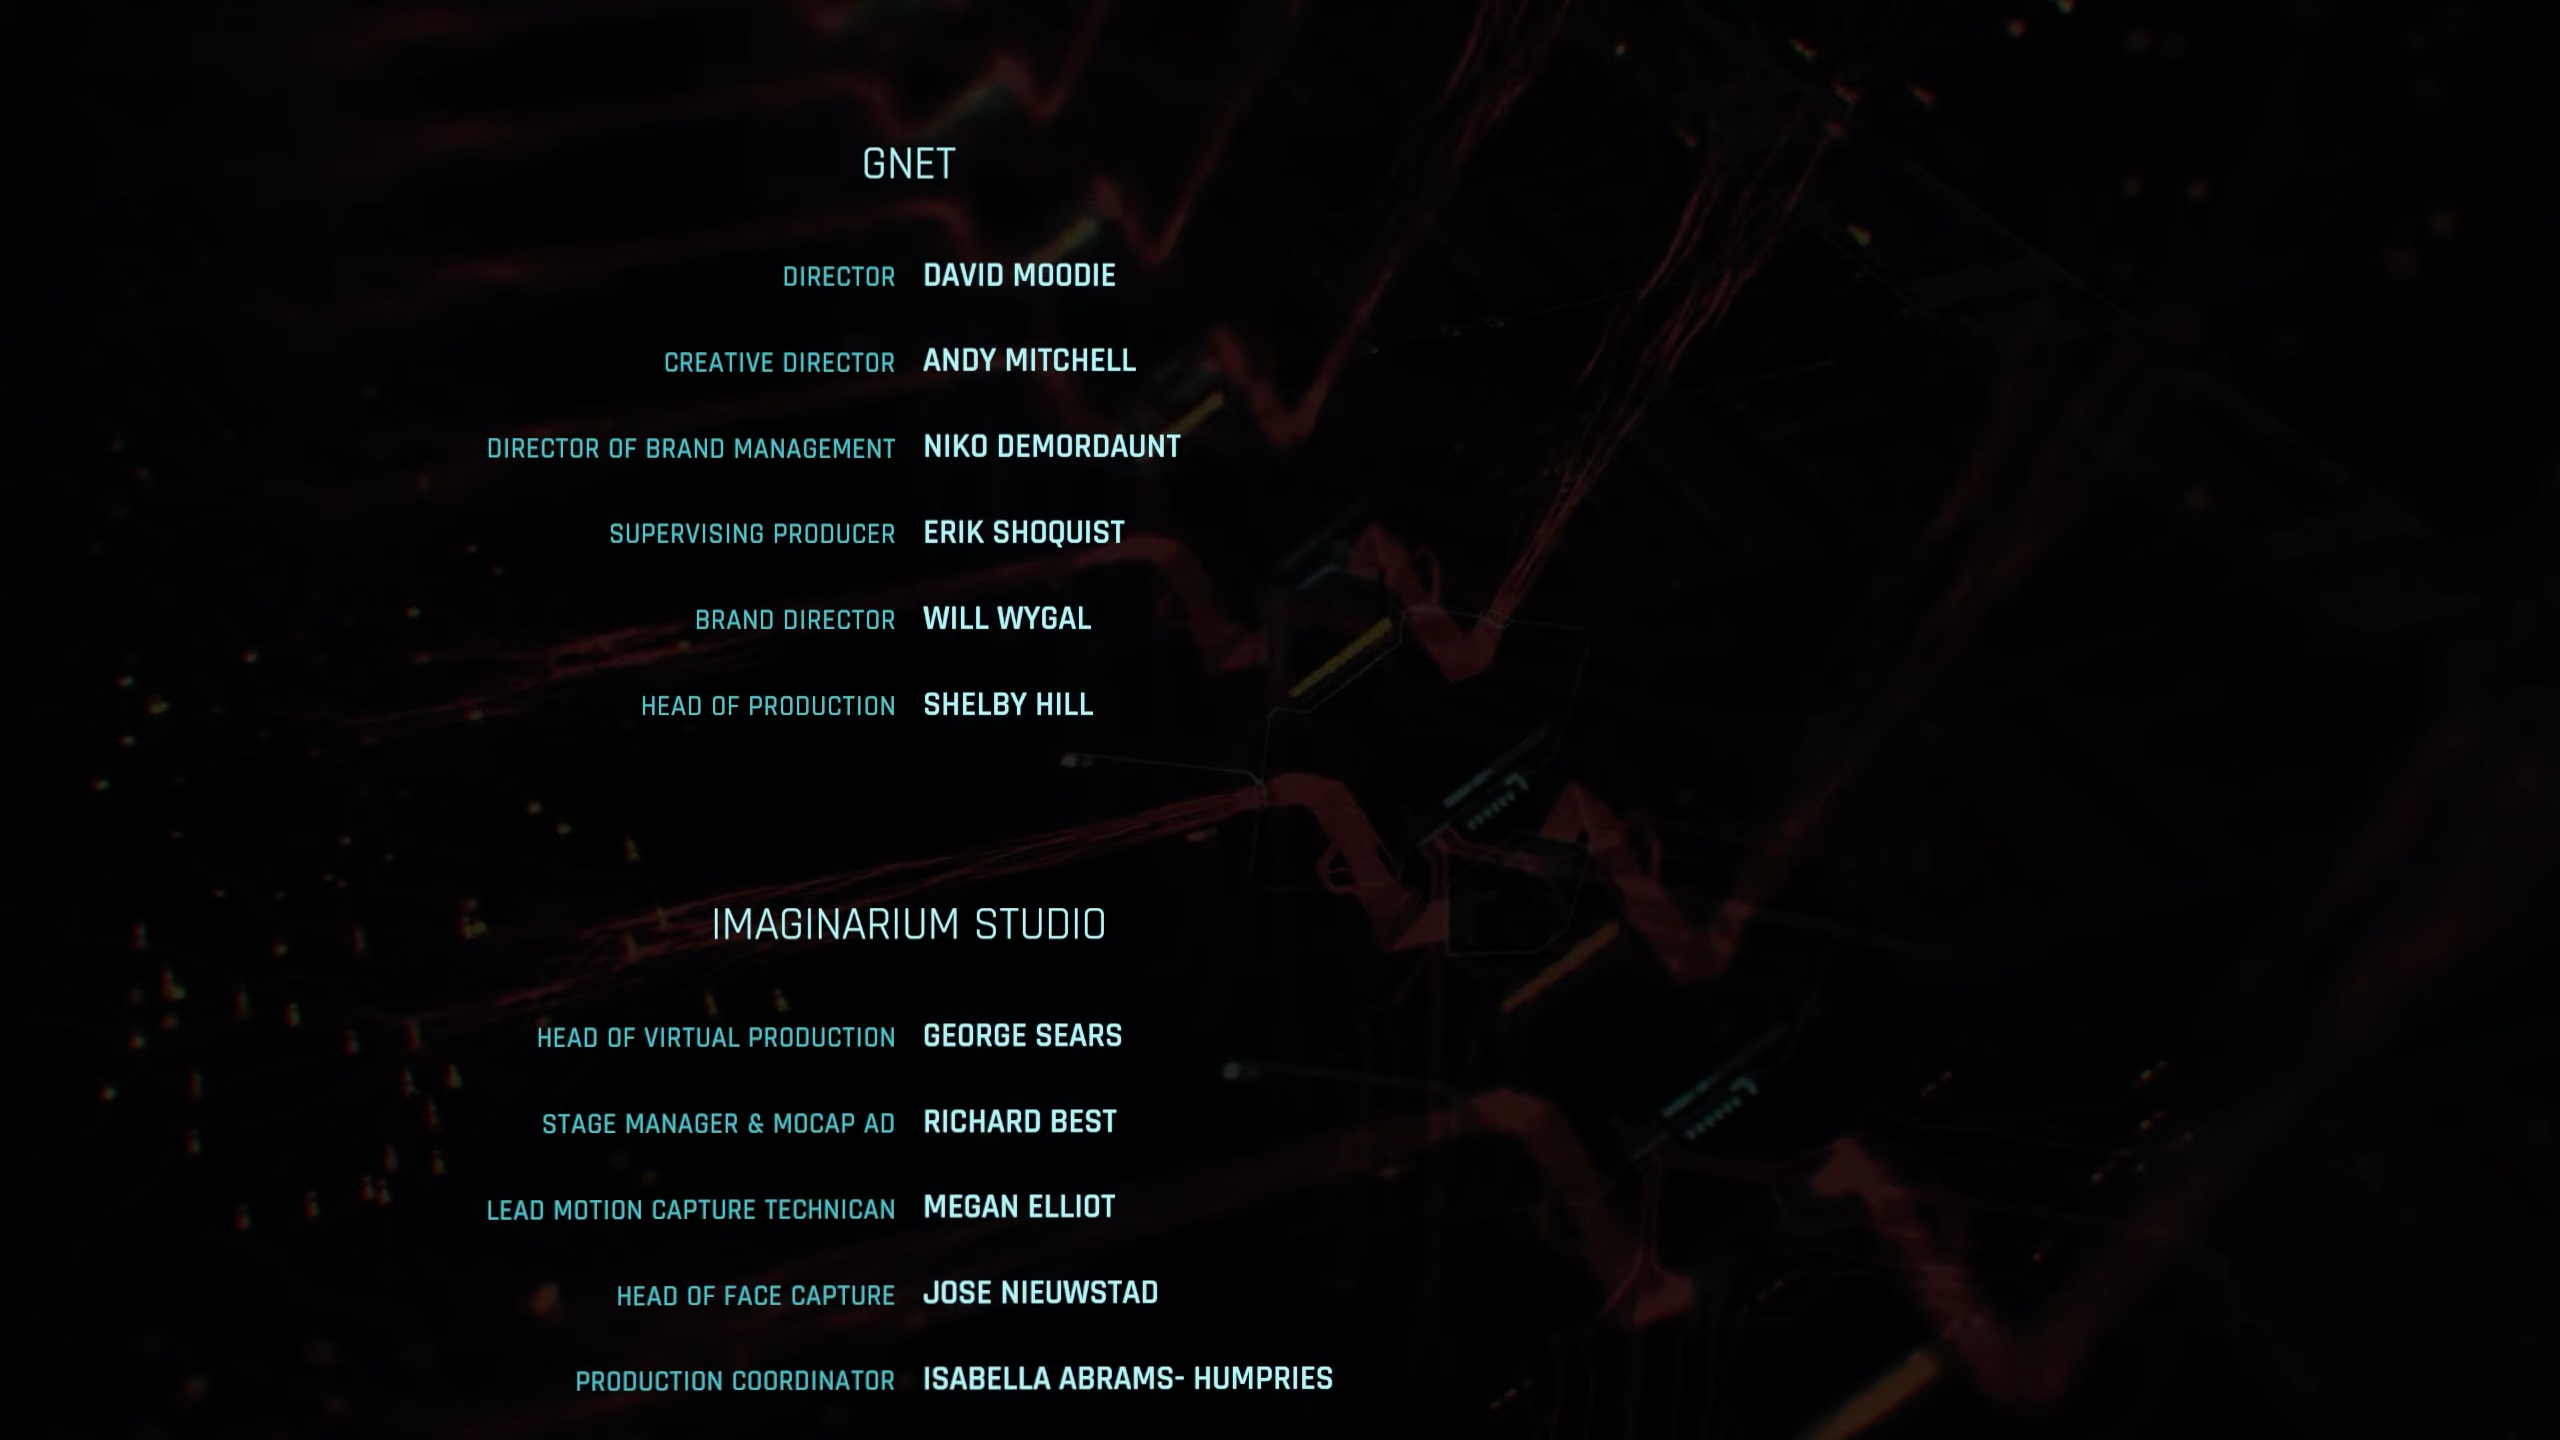 GNET
DIRECTOR DAVID MOODIE
CREATIVE DIRECTOR ANDY MITCHELL
DIRECTOR OF BRAND MANAGEMENT NIKO DEMORDAUNT
SUPERVISING PRODUCER ERIK SHOQUIST
BRAND DIRECTOR WILL WYGAL
HEAD OF PRODUCTION SHELBY HILL
IMAGINARIUM STUDIO
HEAD OF VIRTUAL PRODUCTION GEORGE SEARS
STAGE MANAGER & MOCAP AD RICHARD BEST
LEAD MOTION CAPTURE TECHNICAN MEGAN ELLIOT
HEAD OF FACE CAPTURE JOSE NIEUWSTAD
PRODUCTION COORDINATOR ISABELLA ABRAMS- HUMPRIES